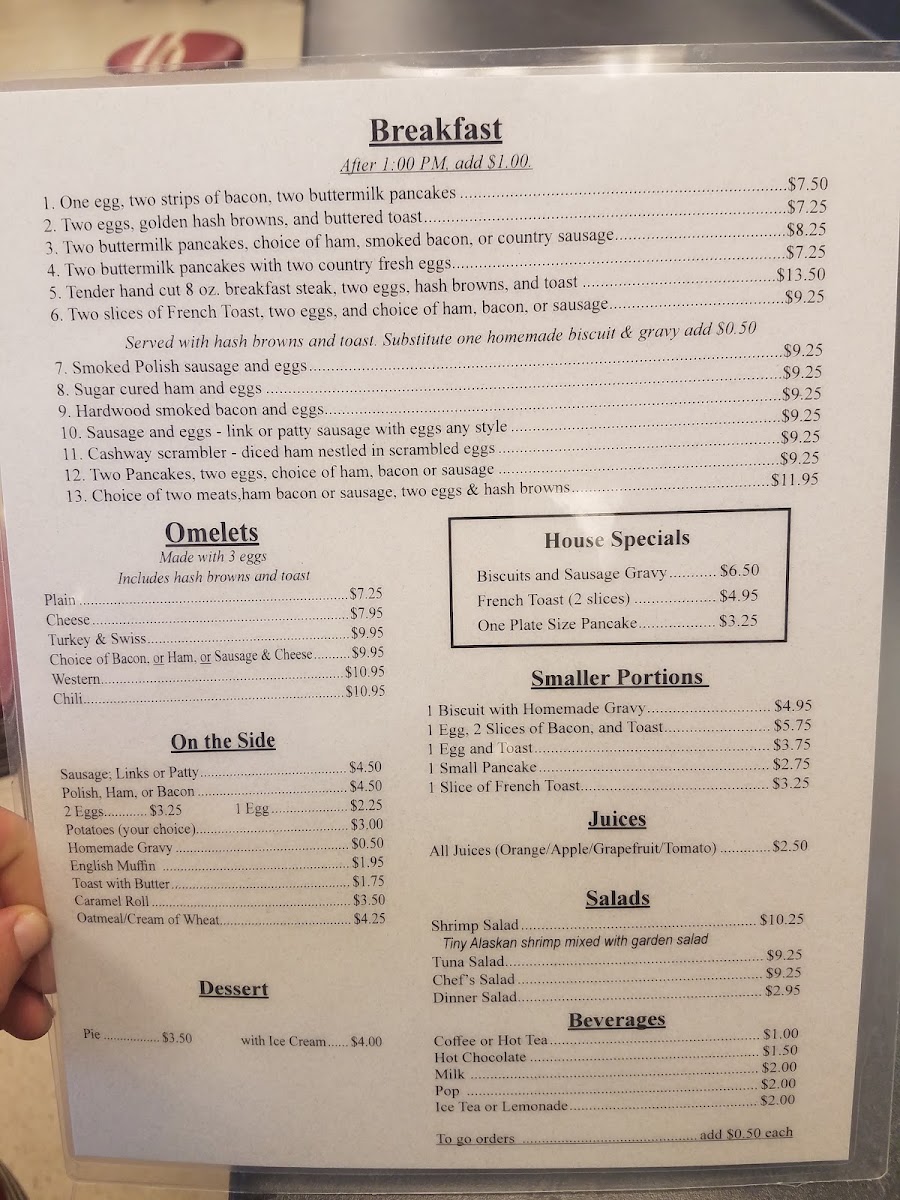 Breakfast
After 1:00 PM, add $1.00.
1. One egg, two strips of bacon, two buttermilk pancakes ........ $7.50
2. Two eggs, golden hash browns, and buttered toast........ $7.25
3. Two buttermilk pancakes, choice of ham, smoked bacon, or country sausage........ $8.25
4. Two buttermilk pancakes with two country fresh eggs........ $7.25
5. Tender hand cut 8 oz. breakfast steak, two eggs, hash browns, and toast ........ $13.50
6. Two slices of French Toast, two eggs, and choice of ham, bacon, or sausage........ $9.25
Served with hash browns and toast. Substitute one homemade biscuit & gravy add $0.50
7. Smoked Polish sausage and eggs........ $9.25
8. Sugar cured ham and eggs ........ $9.25
9. Hardwood smoked bacon and eggs........ $9.25
10. Sausage and eggs - link or patty sausage with eggs any style ........ $9.25
11. Cashway scrambler - diced ham nestled in scrambled eggs ........ $9.25
12. Two Pancakes, two eggs, choice of ham, bacon or sausage ........ $9.25
13. Choice of two meats,ham bacon or sausage, two eggs & hash browns........ $11.95
Omelets
Made with 3 eggs
Includes hash browns and toast
Plain ........ $7.25
Cheese........ $7.95
Turkey & Swiss........ $9.95
Choice of Bacon, or Ham, or Sausage & Cheese........ $9.95
Western........ $10.95
Chili........ $10.95
On the Side
Sausage; Links or Patty........ $4.50
Polish, Ham, or Bacon ........ $4.50
2 Eggs........ $3.25 1 Egg........ $2.25
Potatoes (your choice)........ $3.00
Homemade Gravy ........ $0.50
English Muffin ........ $1.95
Toast with Butter........ $1.75
Caramel Roll........ $3.50
Oatmeal/Cream of Wheat........ $4.25
Dessert
Pie ........ $3.50 with Ice Cream...... $4.00
House Specials
Biscuits and Sausage Gravy........ $6.50
French Toast (2 slices) ........ $4.95
One Plate Size Pancake........ $3.25
Smaller Portions
1 Biscuit with Homemade Gravy........ $4.95
1 Egg, 2 Slices of Bacon, and Toast........ $5.75
1 Egg and Toast........ $3.75
1 Small Pancake........ $2.75
1 Slice of French Toast........ $3.25
Juices
All Juices (Orange/Apple/Grapefruit/Tomato) ........ $2.50
Salads
Shrimp Salad........ $10.25
Tiny Alaskan shrimp mixed with garden salad
Tuna Salad........ $9.25
Chef's Salad ........ $9.25
Dinner Salad........ $2.95
Beverages
Coffee or Hot Tea........ $1.00
Hot Chocolate ........ $1.50
Milk ........ $2.00
Pop ........ $2.00
Ice Tea or Lemonade........ $2.00
To go orders ........ add $0.50 each